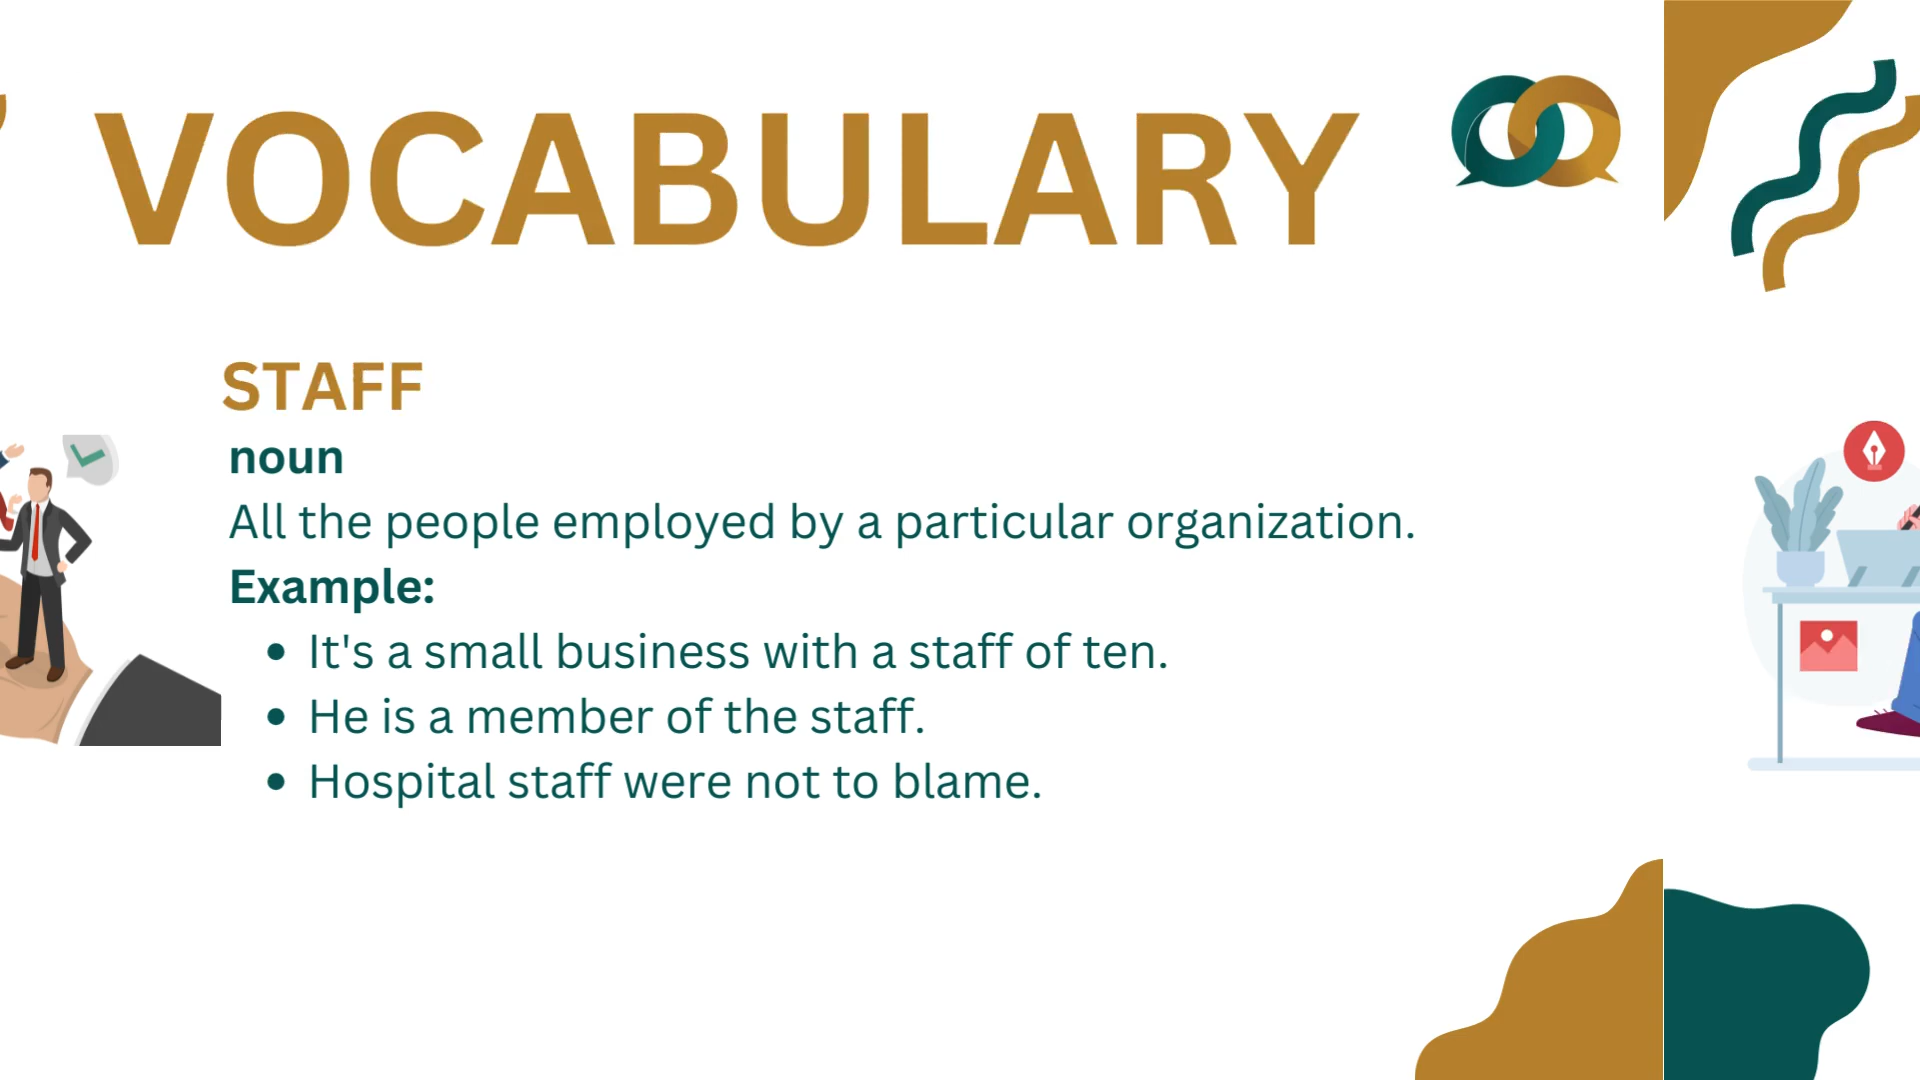 VOCABULARY
STAFF
noun
All the people employed by a particular organization.
Example:
It's a small business with a staff of ten.
He is a member of the staff.
Hospital staff were not to blame.